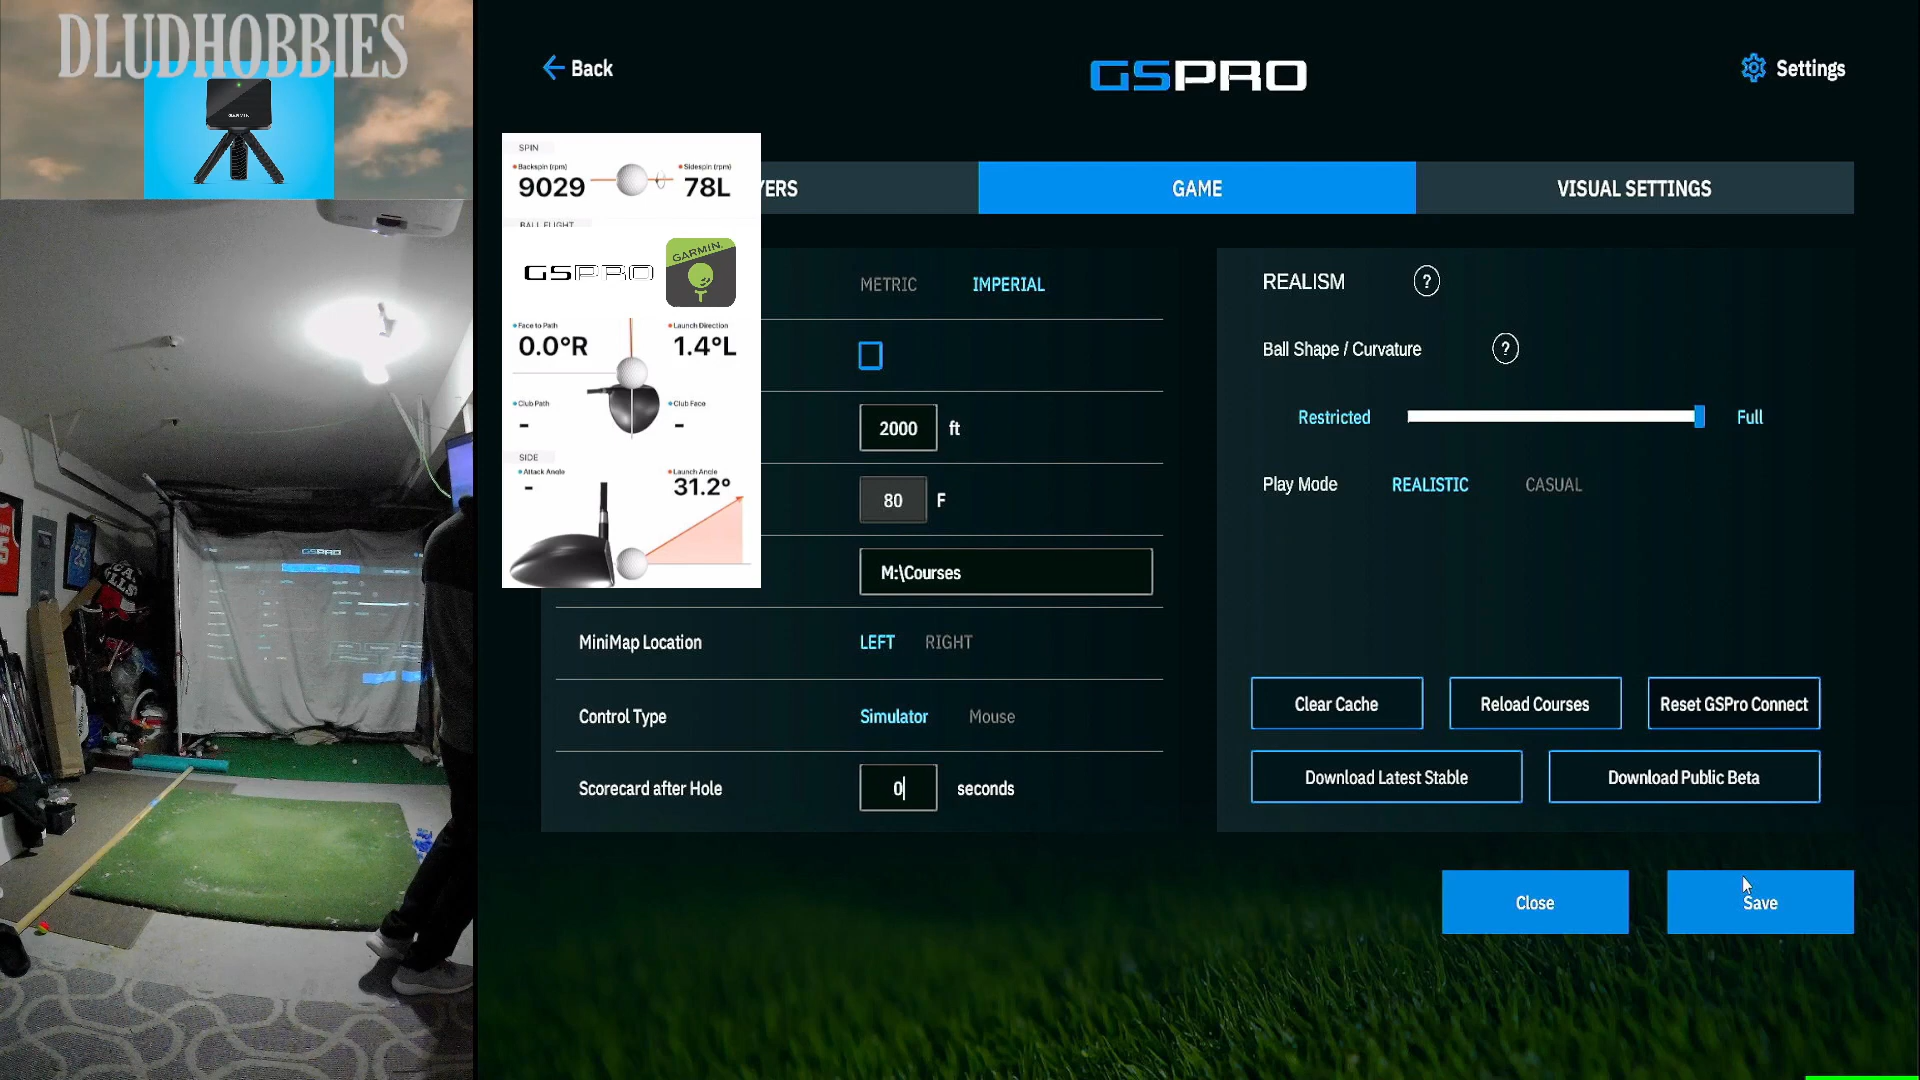 DLUDHOBBIES
GARMIN
Back
GSPRO
Settings
YERS
GAME
VISUAL SETTINGS
SPIN
Backspin (rpm)
Sidespin (rpm)
9029
78L
BALL FLIGHT
GSPRO
GARMIN
Face to Path
Launch Direction
0.0°R
1.4°L
Club Path
Club Face
-
-
SIDE
Attack Angle
Launch Angle
-
31.2°
METRIC IMPERIAL
2000 ft
80 F
M:\Courses
MiniMap Location LEFT RIGHT
Control Type Simulator Mouse
Scorecard after Hole 0 seconds
REALISM ?
Ball Shape / Curvature ?
Restricted Full
Play Mode REALISTIC CASUAL
Clear Cache Reload Courses Reset GSPro Connect
Download Latest Stable Download Public Beta
Close Save
GSPRO